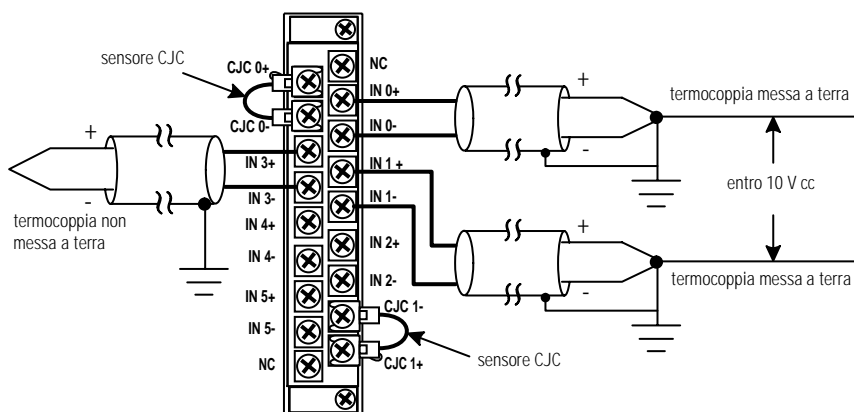 sensore CJC
CJC 0+
CJC 0-
IN 3+
IN 3-
IN 4+
IN 4-
IN 5+
IN 5-
NC
+
-
termocoppia non
messa a terra
NC
IN 0+
IN 0-
IN 1 +
IN 1-
IN 2+
IN 2-
CJC 1-
CJC 1+
sensore CJC
+
-
termocoppia messa a terra
entro 10 V cc
+
-
termocoppia messa a terra